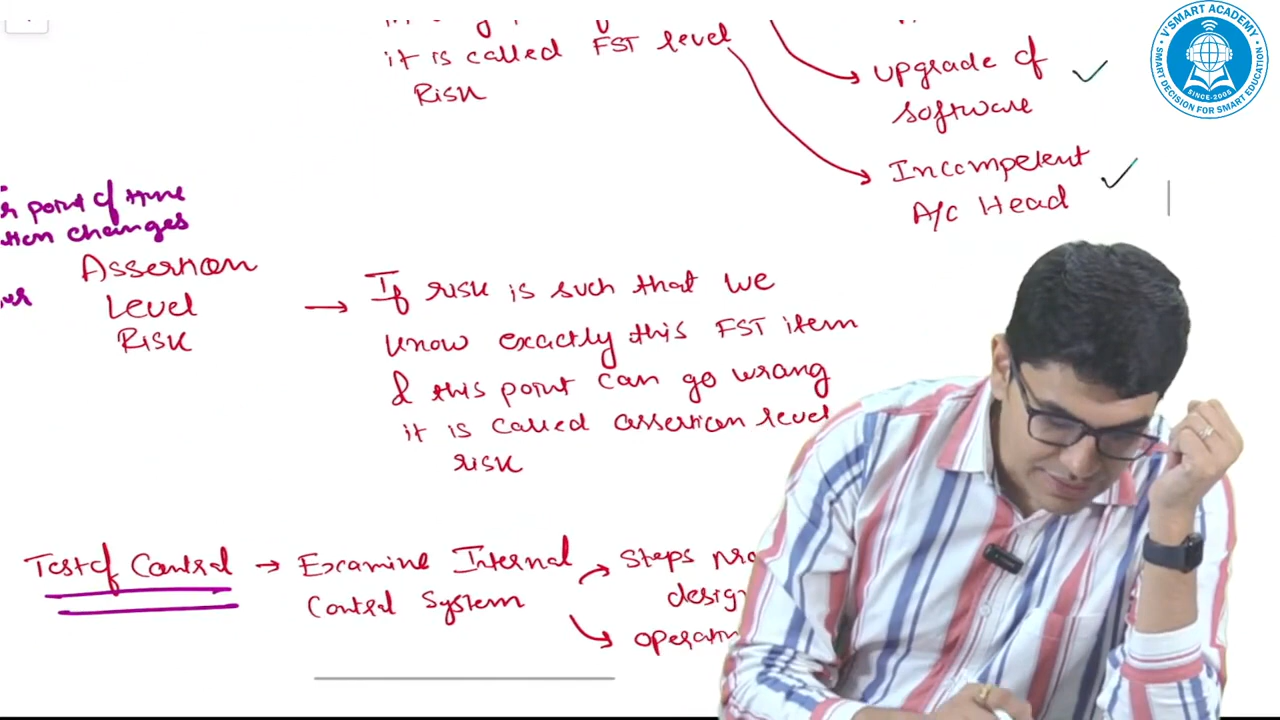 it is called FST level
Risk
upgrade of
software
Incompetent
A/c Head
point of time
changes
Assertion
Level
Risk
→ If risk is such that we
know exactly this FST item
& this point can go wrong
it is called assertion level
risk
Test of Control → Examine Internal
Control System
Steps
V'SMART ACADEMY
SINCE-2005
SMART DECISION FOR SMART EDUCATION